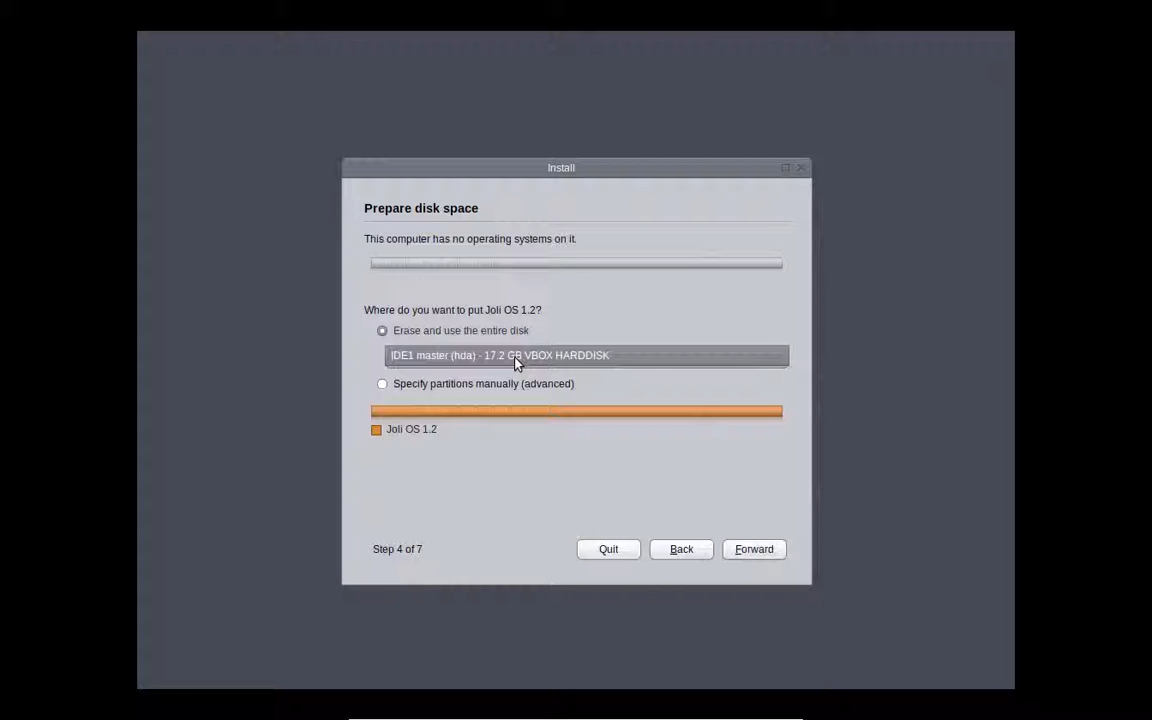 Install
Prepare disk space
This computer has no operating systems on it.
Where do you want to put Joli OS 1.2?
Erase and use the entire disk
IDE1 master (hda) - 17.2 GB VBOX HARDDISK
Specify partitions manually (advanced)
Joli OS 1.2
Step 4 of 7
Quit
Back
Forward